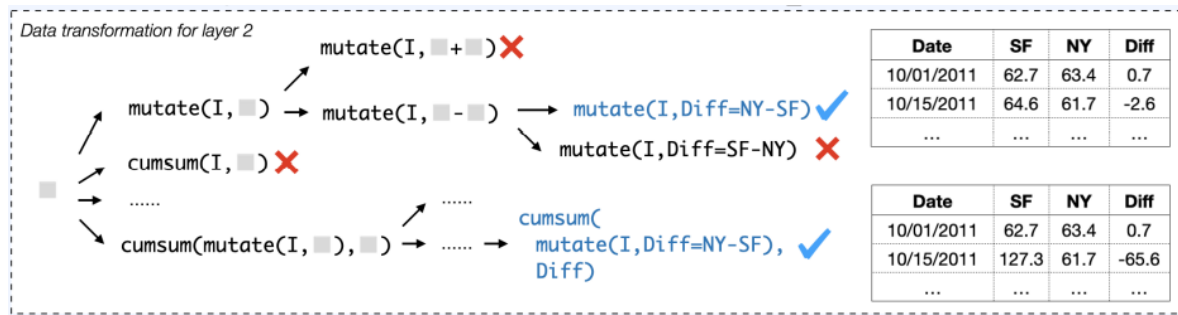 Data transformation for layer 2
mutate(I,■+■)❌
mutate(I,■)
mutate(I,■-■)
mutate(I,Diff=NY-SF)✓
mutate(I,Diff=SF-NY)❌
cumsum(I,■)❌
......
cumsum(mutate(I,■),■)
......
......
cumsum(
mutate(I,Diff=NY-SF),
Diff)
Date SF NY Diff
10/01/2011 62.7 63.4 0.7
10/15/2011 64.6 61.7 -2.6
... ... ... ...
Date SF NY Diff
10/01/2011 62.7 63.4 0.7
10/15/2011 127.3 61.7 -65.6
... ... ... ...